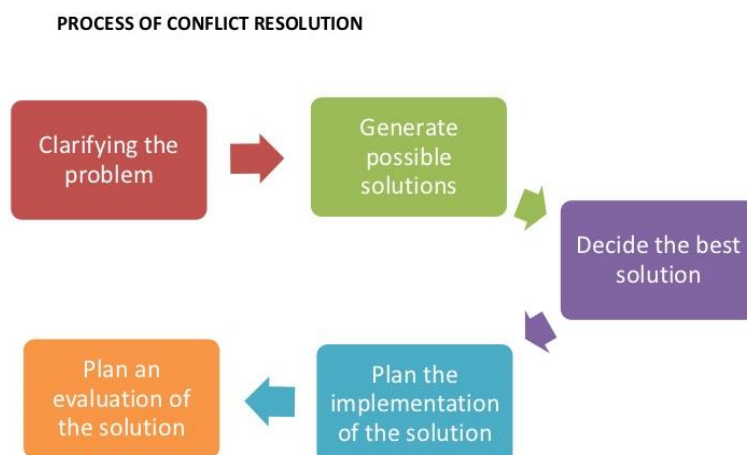 PROCESS OF CONFLICT RESOLUTION
Clarifying the
problem
Generate
possible
solutions
Decide the best
solution
Plan the
implementation
of the solution
Plan an
evaluation of
the solution